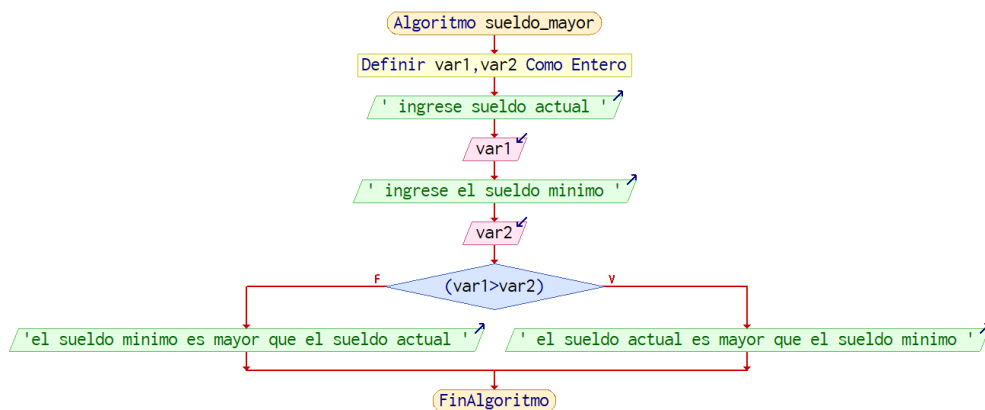 Algoritmo sueldo_mayor
Definir var1,var2 Como Entero
' ingrese sueldo actual '
var1
' ingrese el sueldo minimo '
var2
F (var1>var2) V
'el sueldo minimo es mayor que el sueldo actual ' ' el sueldo actual es mayor que el sueldo minimo '
FinAlgoritmo